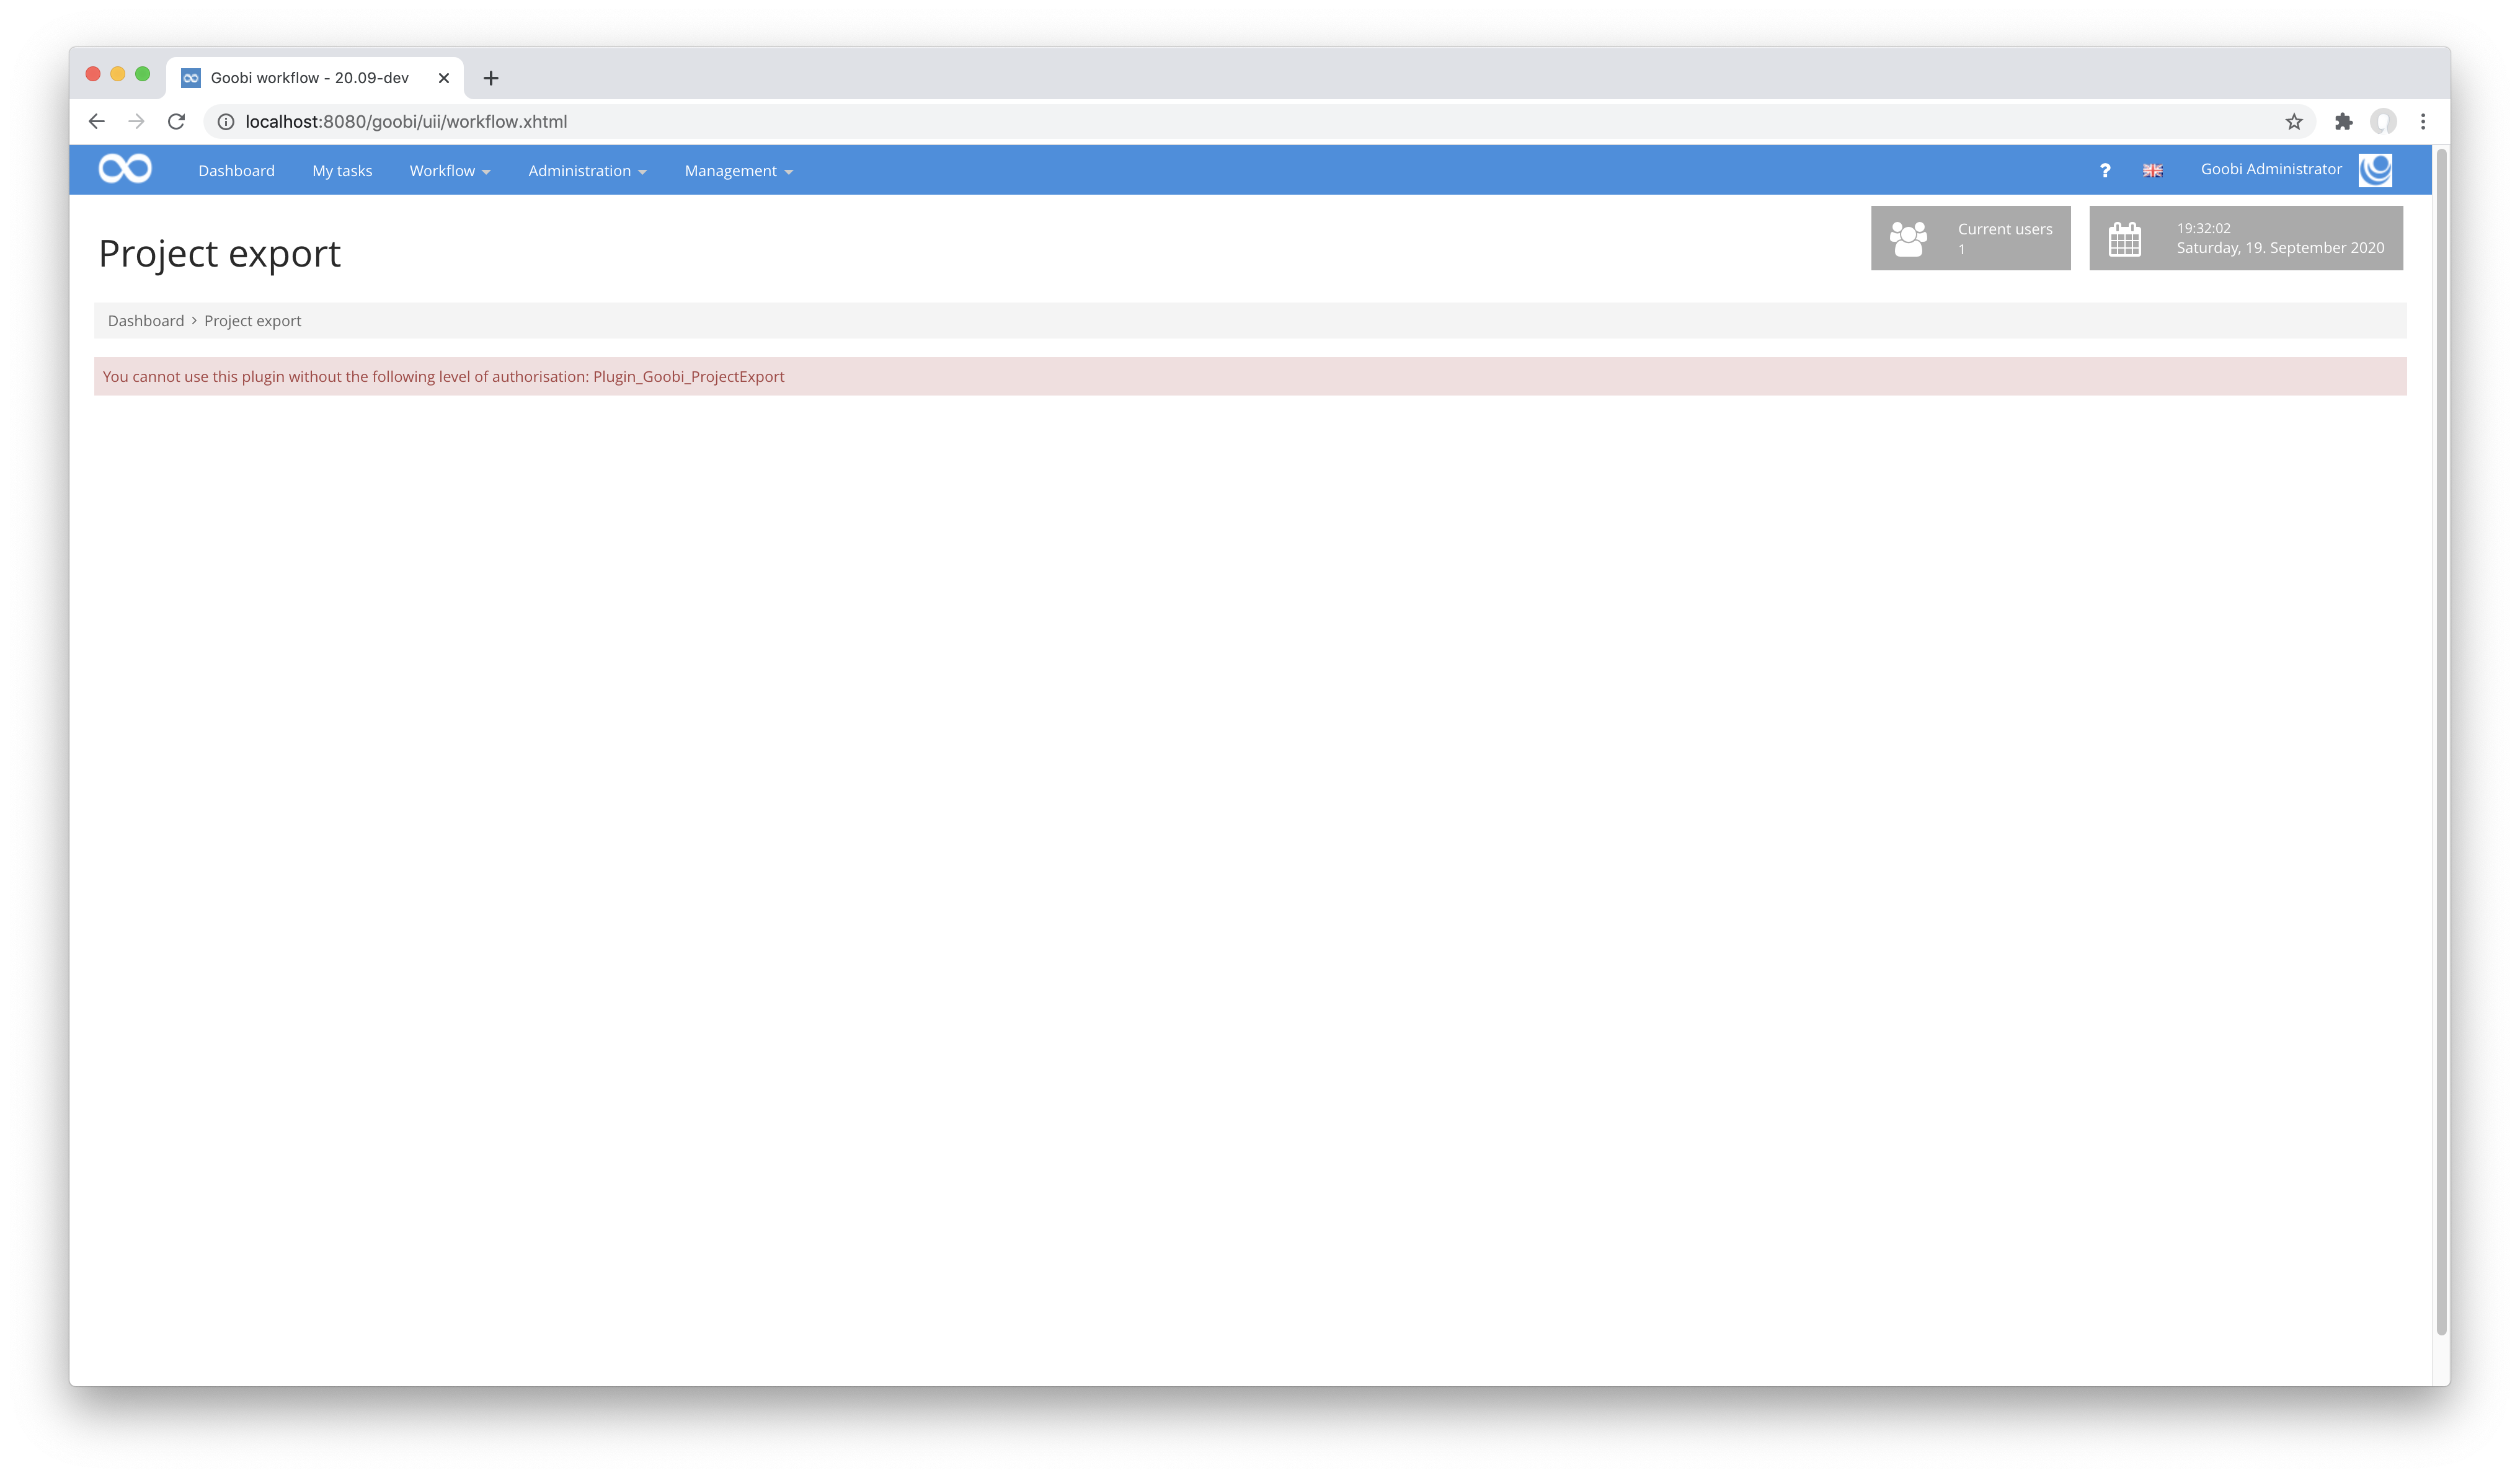 Goobi workflow - 20.09-dev
localhost:8080/goobi/uii/workflow.xhtml
Dashboard My tasks Workflow Administration Management ? Goobi Administrator
Project export
Current users
1
19:32:02
Saturday, 19. September 2020
Dashboard > Project export
You cannot use this plugin without the following level of authorisation: Plugin_Goobi_ProjectExport